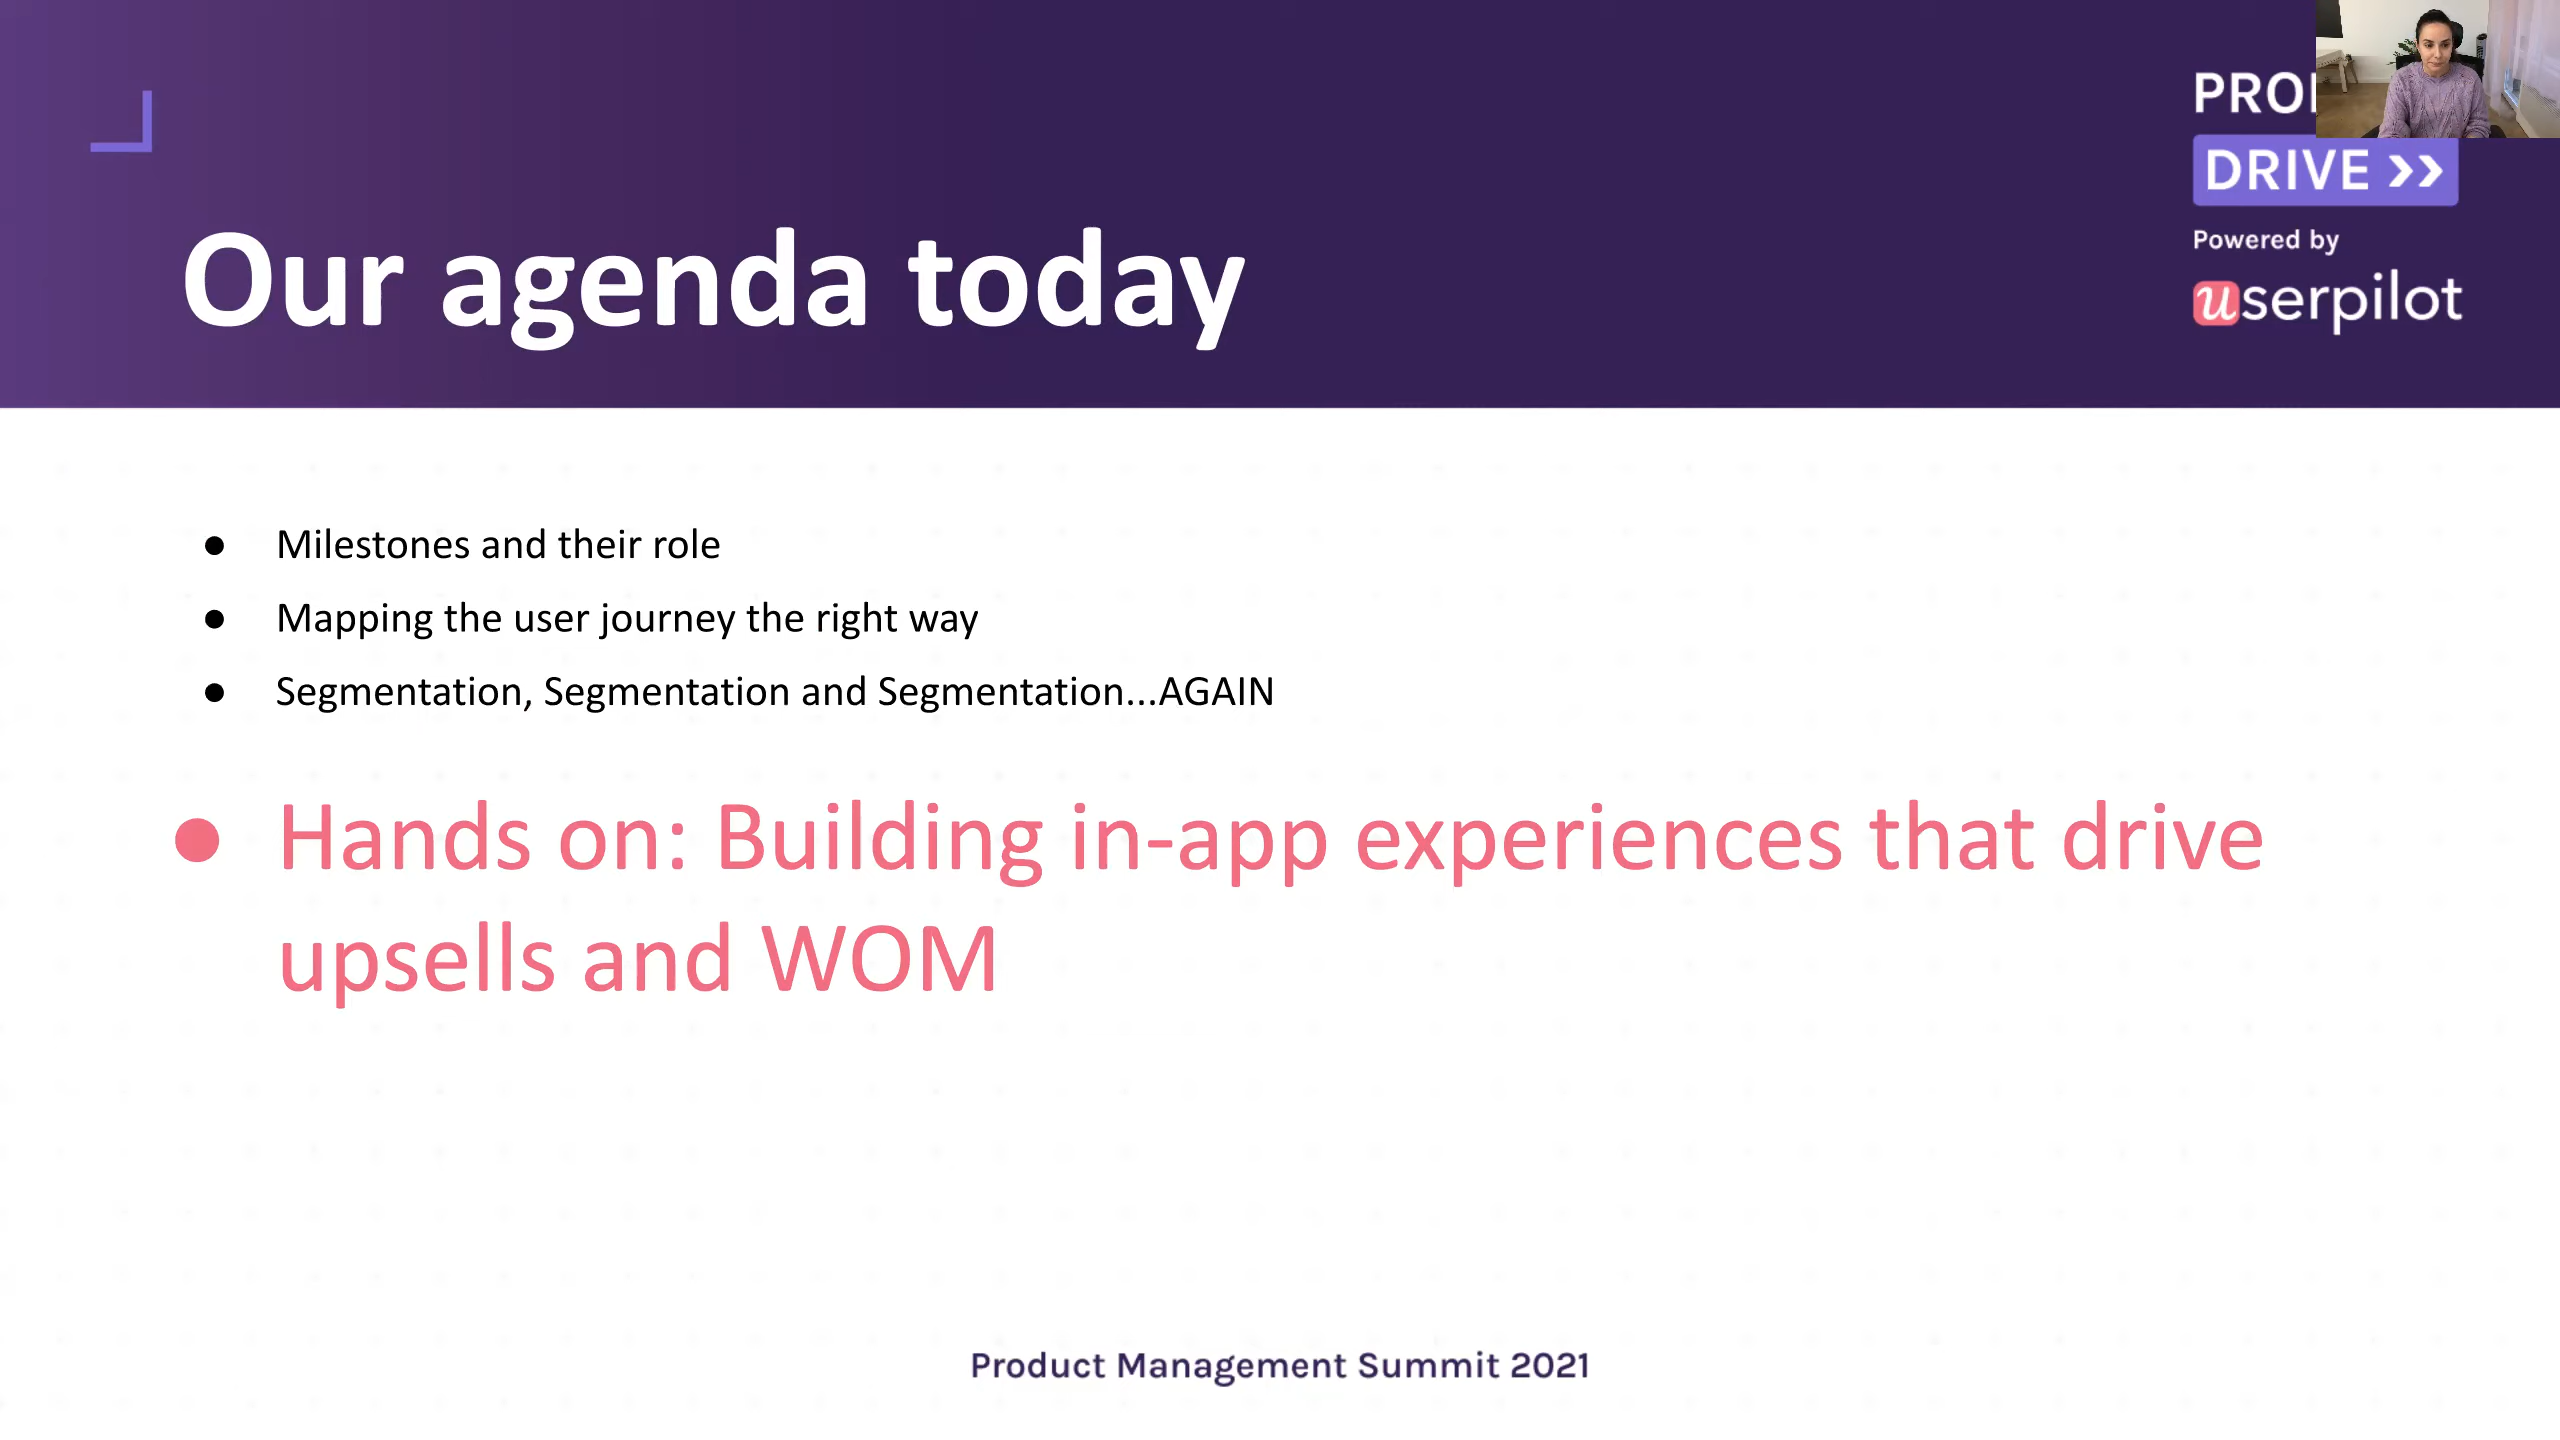 Our agenda today
DRIVE >>
Powered by
userpilot
● Milestones and their role
● Mapping the user journey the right way
● Segmentation, Segmentation and Segmentation...AGAIN
● Hands on: Building in-app experiences that drive
upsells and WOM
Product Management Summit 2021